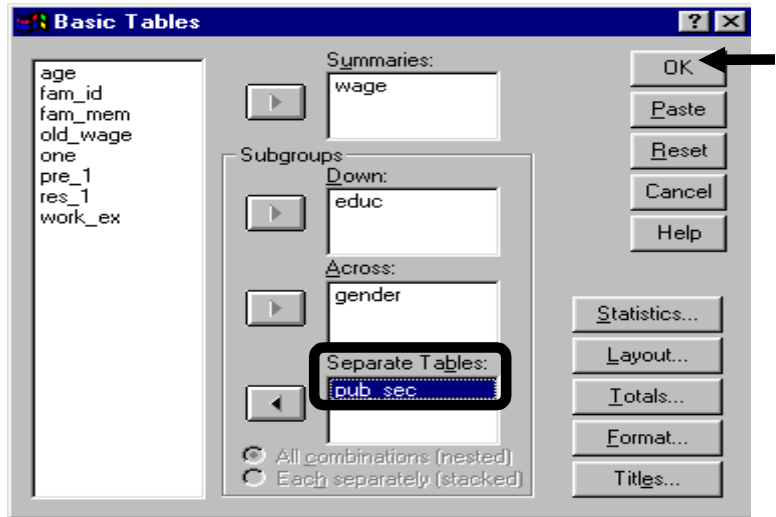 Basic Tables
age
fam_id
fam_mem
old_wage
one
pre_1
res_1
work_ex
Summaries:
wage
Subgroups
Down:
educ
Across:
gender
Separate Tables:
pub_sec
All combinations (nested)
Each separately (stacked)
OK
Paste
Reset
Cancel
Help
Statistics...
Layout...
Totals...
Format...
Titles...